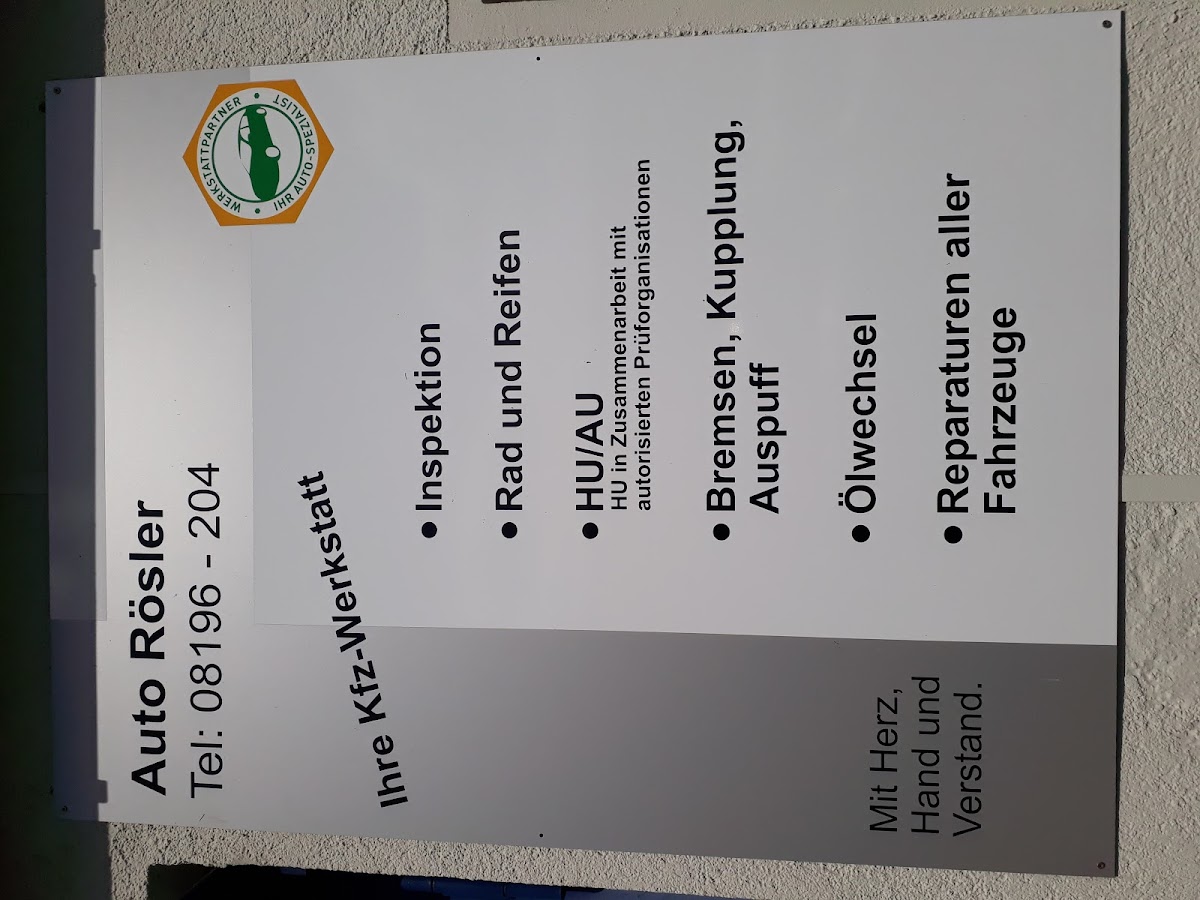 Auto Rösler
Tel: 08196 - 204
WERKSTATTPARTNER • IHR AUTO-SPEZIALIST •
Ihre Kfz-Werkstatt
• Inspektion
• Rad und Reifen
• HU/AU
HU in Zusammenarbeit mit
autorisierten Prüforganisationen
• Bremsen, Kupplung,
Auspuff
• Ölwechsel
• Reparaturen aller
Fahrzeuge
Mit Herz,
Hand und
Verstand.